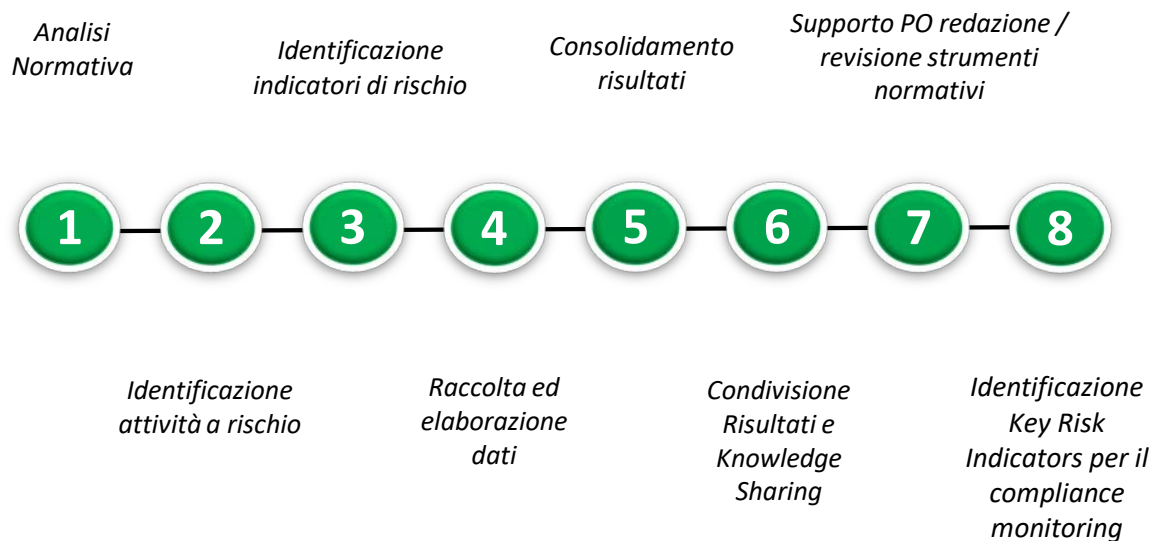 Analisi
Normativa
Identificazione
indicatori di rischio
Consolidamento
risultati
Supporto PO redazione /
revisione strumenti
normativi
1
2
3
4
5
6
7
8
Identificazione
attività a rischio
Raccolta ed
elaborazione
dati
Condivisione
Risultati e
Knowledge
Sharing
Identificazione
Key Risk
Indicators per il
compliance
monitoring